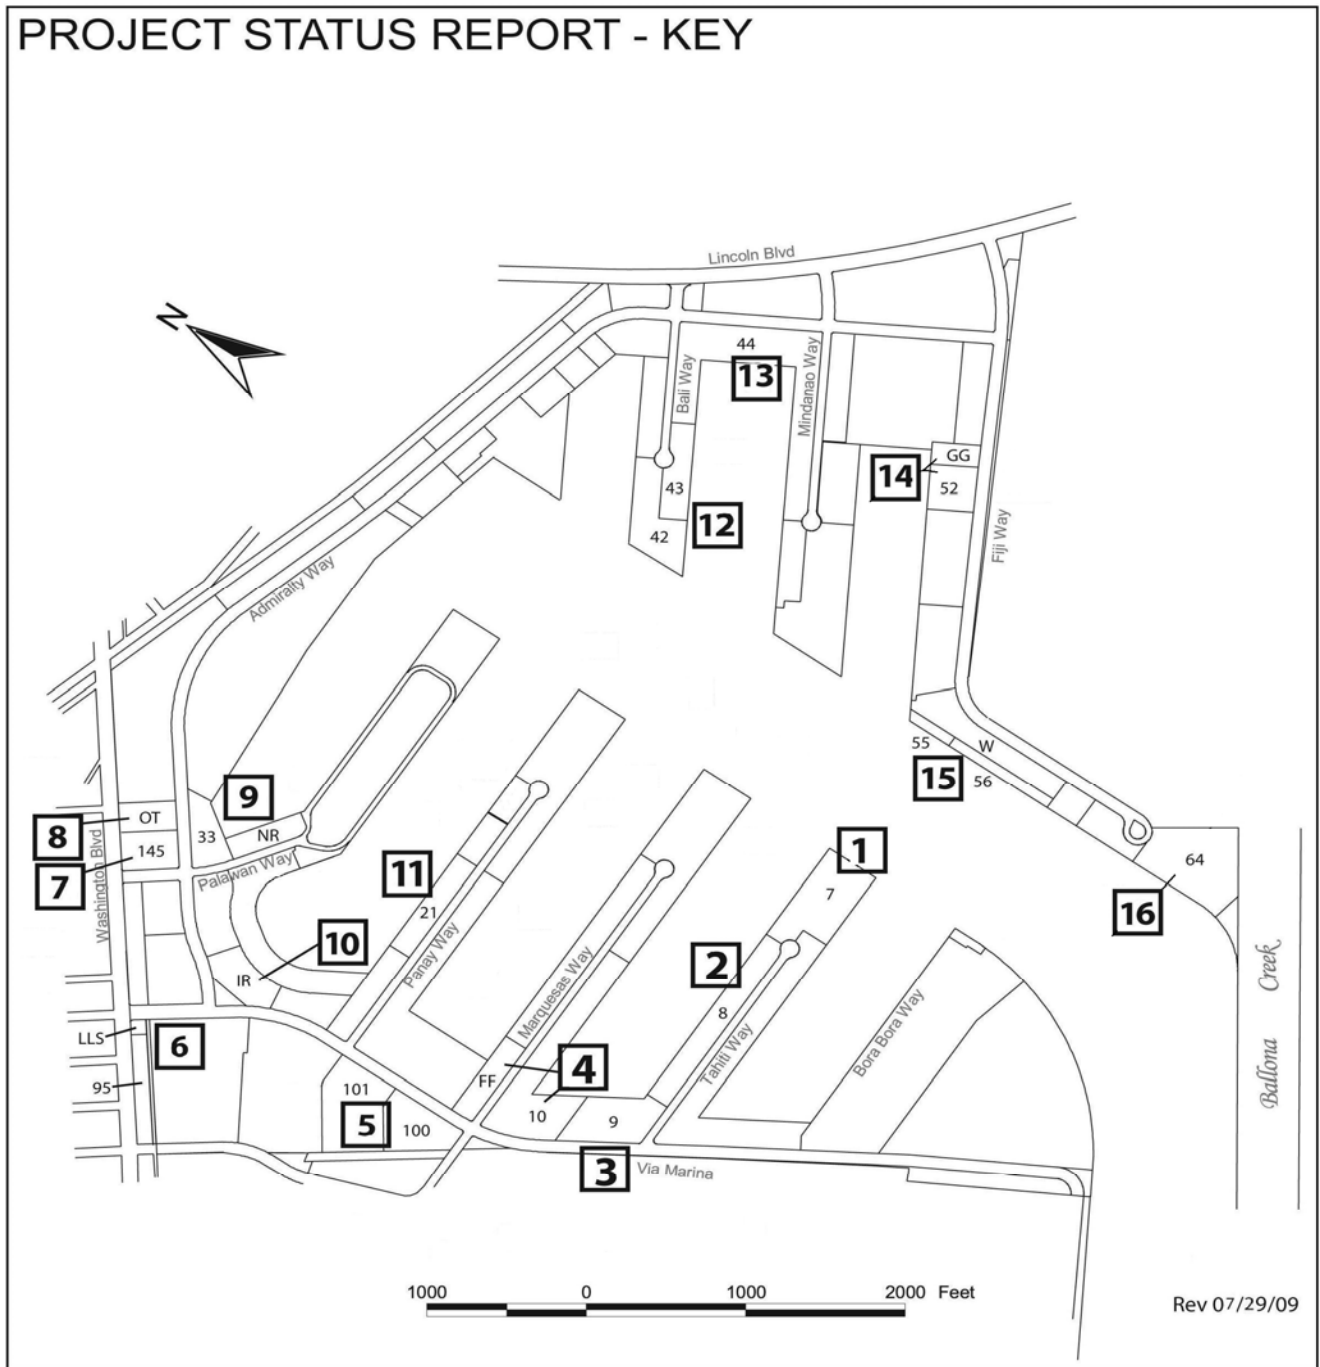 PROJECT STATUS REPORT - KEY
N
Lincoln Blvd
44
13
Bali Way
Mindanao Way
43
12
42
14
GG
52
Fiji Way
Admiralty Way
55
W
15
56
9
OT
8
33
NR
145
7
Washington Blvd
Palawan Way
1
7
64
16
11
21
10
IR
Panay Way
2
8
Marquesas Way
Tahiti Way
Bora Bora Way
Ballona Creek
LLS
6
95
4
FF
101
5
100
10
9
3
Via Marina
1000 0 1000 2000 Feet
Rev 07/29/09